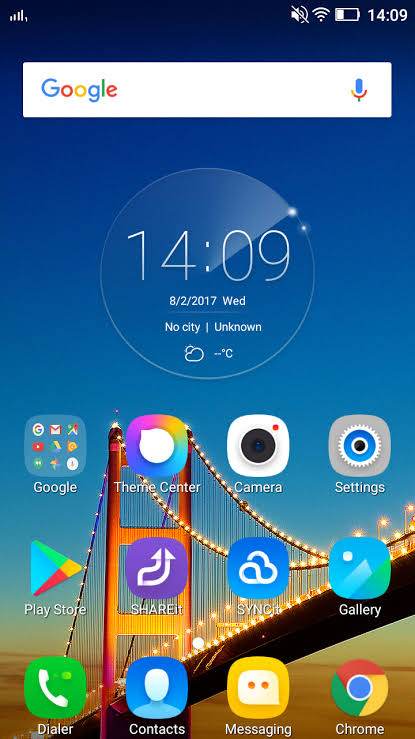 14:09
Google
14:09
8/2/2017 Wed
No city | Unknown
--°C
Google
Theme Center
Camera
Settings
Play Store
SHAREit
SYNCit
Gallery
Dialer
Contacts
Messaging
Chrome